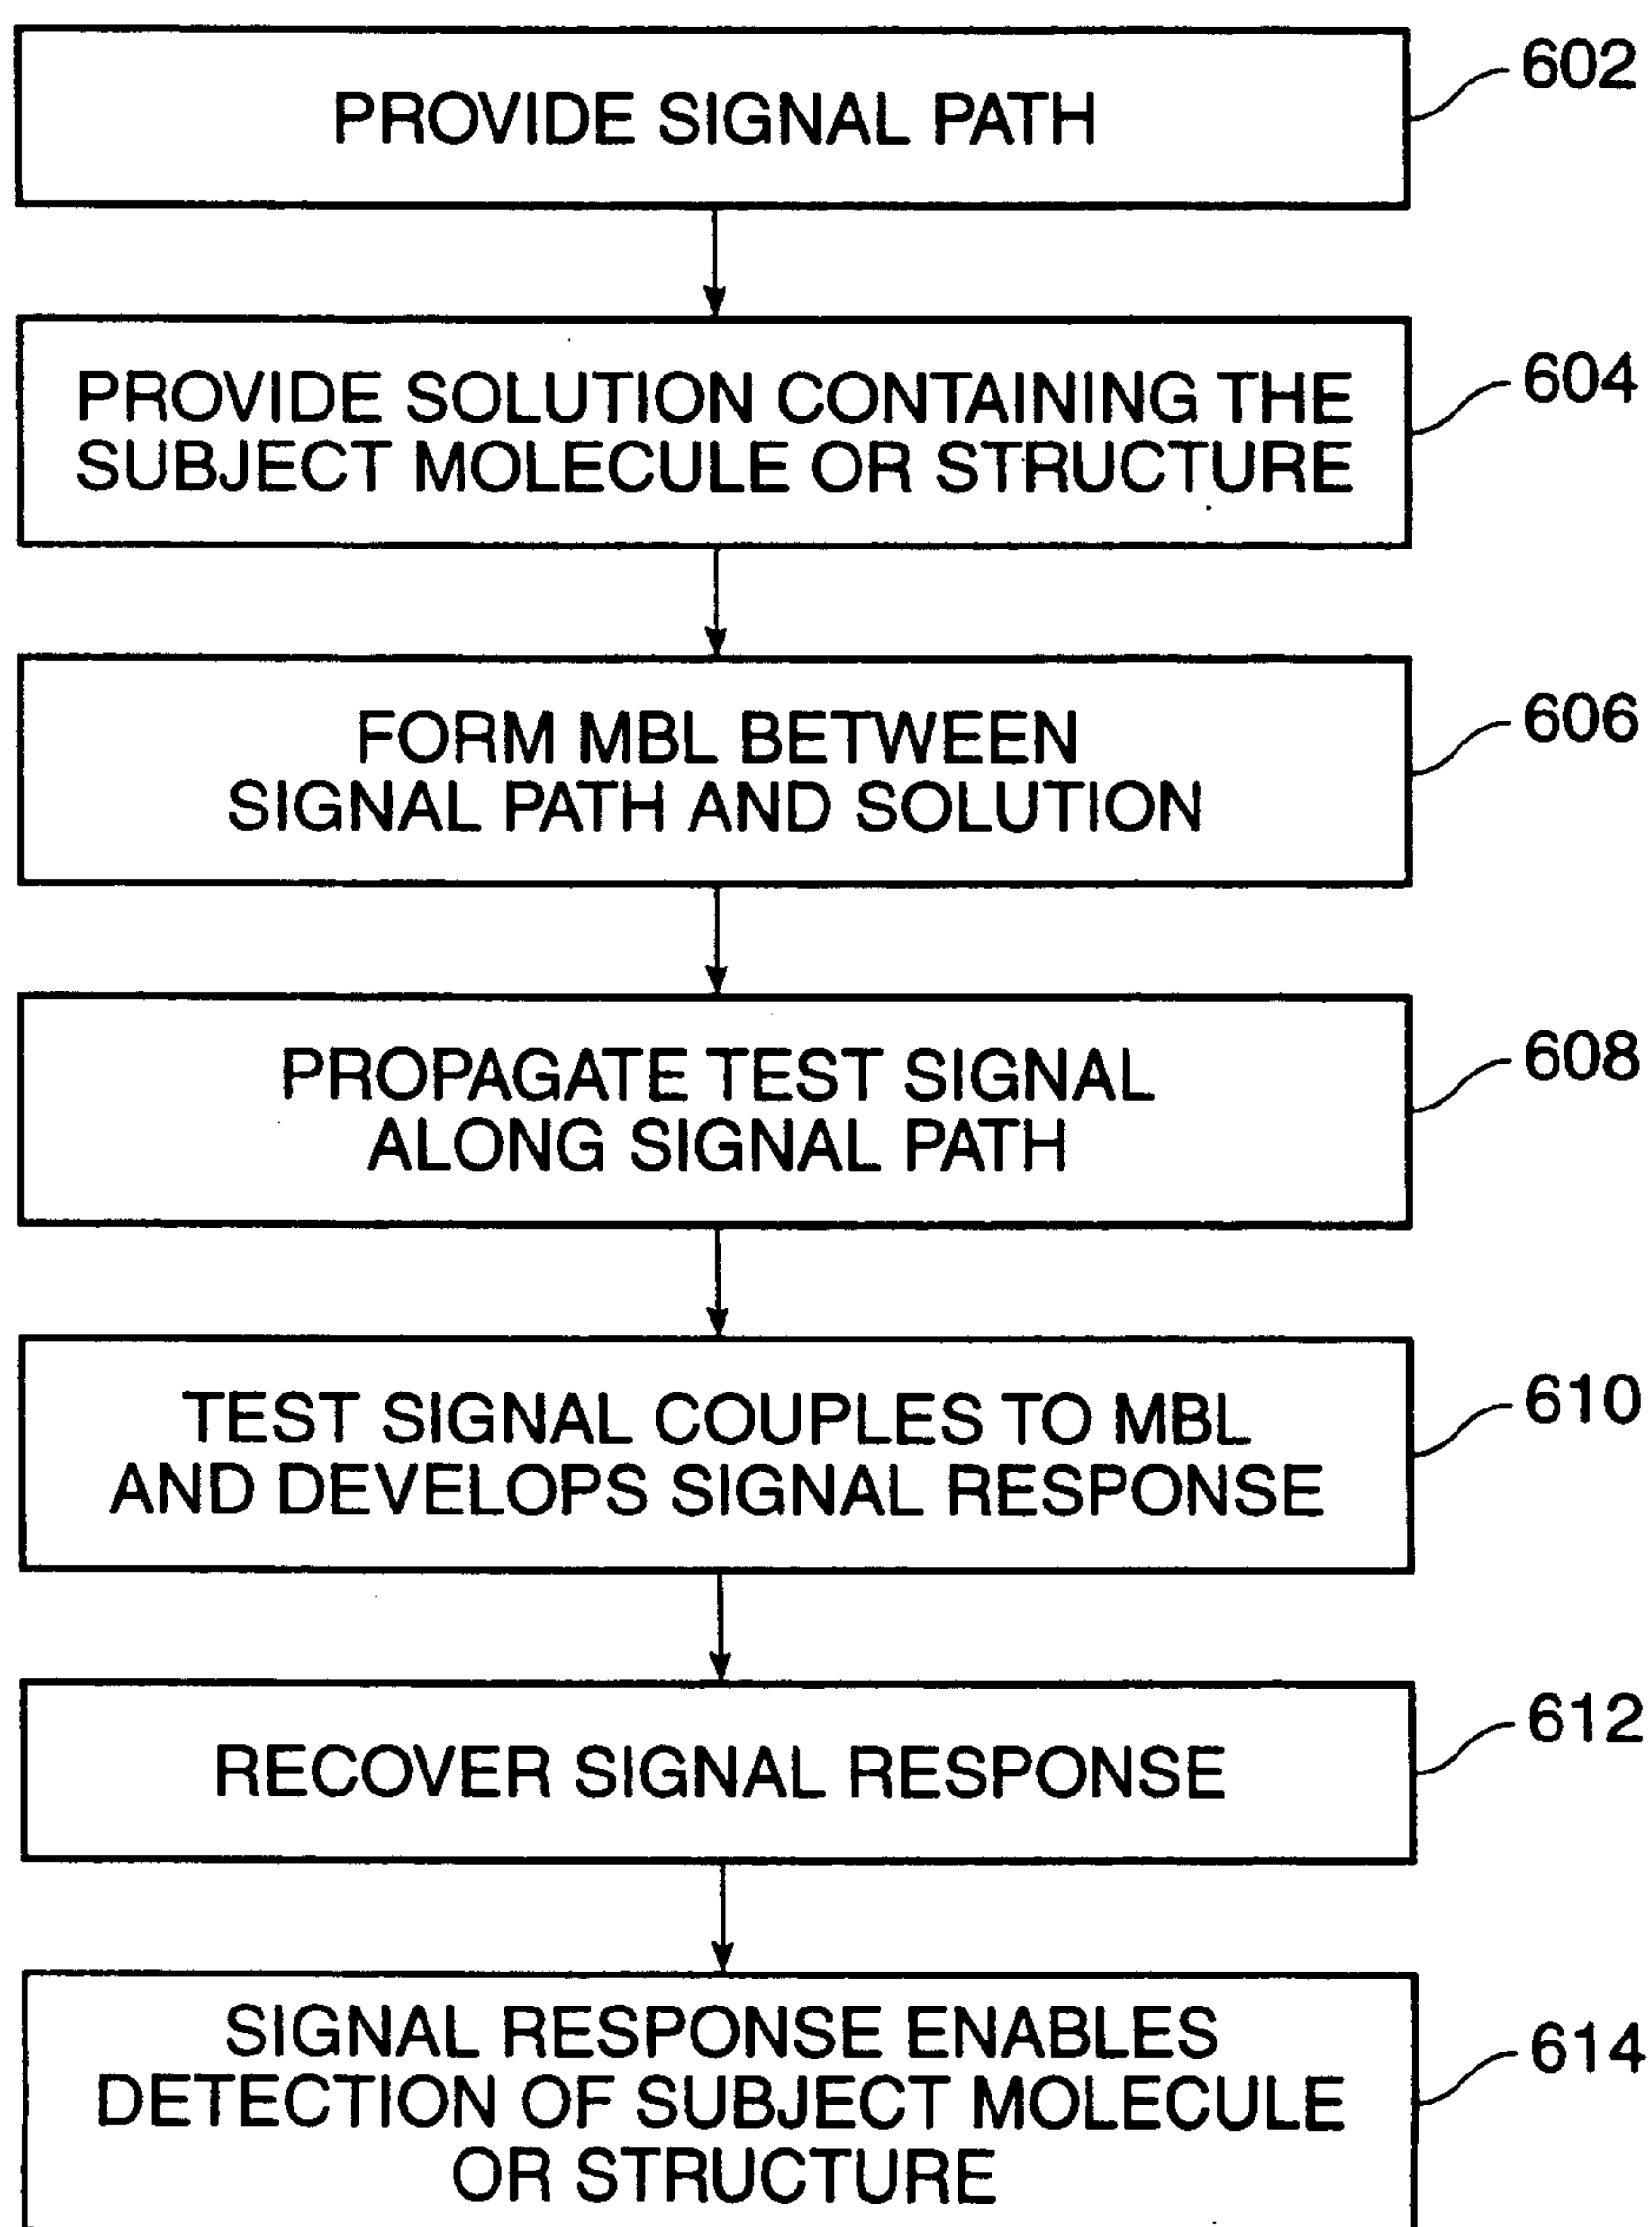 PROVIDE SIGNAL PATH
602
PROVIDE SOLUTION CONTAINING THE
SUBJECT MOLECULE OR STRUCTURE
604
FORM MBL BETWEEN
SIGNAL PATH AND SOLUTION
606
PROPAGATE TEST SIGNAL
ALONG SIGNAL PATH
608
TEST SIGNAL COUPLES TO MBL
AND DEVELOPS SIGNAL RESPONSE
610
RECOVER SIGNAL RESPONSE
612
SIGNAL RESPONSE ENABLES
DETECTION OF SUBJECT MOLECULE
OR STRUCTURE
614